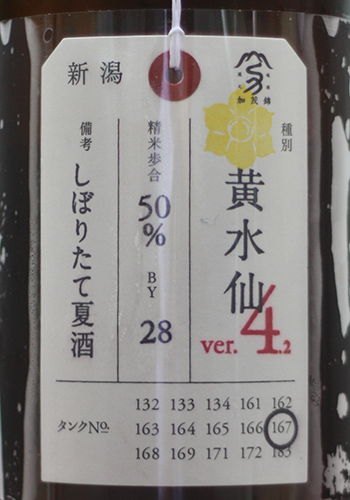 新潟
加茂錦
種別
黄水仙
ver. 4.2
精米歩合
50%
BY
28
備考
しぼりたて夏酒
タンクNo.
132 133 134 161 162
163 164 165 166 167
168 169 171 172 183